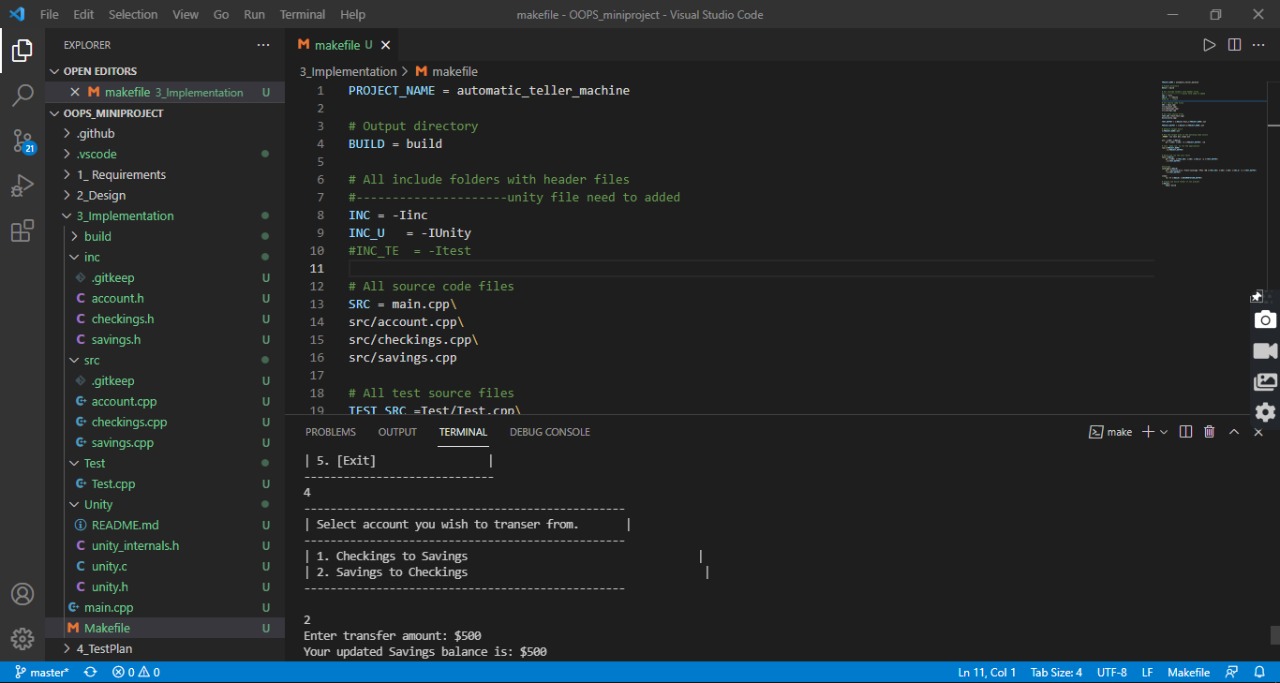 File Edit Selection View Go Run Terminal Help makefile - OOPS_miniproject - Visual Studio Code
EXPLORER
OPEN EDITORS
makefile 3_Implementation U
OOPS_MINIPROJECT
.github
.vscode
1_ Requirements
2_Design
3_Implementation
build
inc
.gitkeep U
C account.h U
C checkings.h U
C savings.h U
src
.gitkeep U
account.cpp U
checkings.cpp U
savings.cpp U
Test
Test.cpp U
Unity
README.md U
C unity_internals.h U
C unity.c U
C unity.h U
main.cpp U
M Makefile U
4_TestPlan
21
M makefile U
3_Implementation > M makefile
1 PROJECT_NAME = automatic_teller_machine
2
3 # Output directory
4 BUILD = build
5
6 # All include folders with header files
7 #---------------------unity file need to added
8 INC = -Iinc
9 INC_U   = -IUnity
10 #INC_TE  = -Itest
11
12 # All source code files
13 SRC = main.cpp\
14 src/account.cpp\
15 src/checkings.cpp\
16 src/savings.cpp
17
18 # All test source files
19 TEST_SRC =Test/Test.cpp\
PROBLEMS OUTPUT TERMINAL DEBUG CONSOLE make
| 5. [Exit]                 |
-----------------------------
4
-------------------------------------------------
| Select account you wish to transer from.       |
-------------------------------------------------
| 1. Checkings to Savings                                   |
| 2. Savings to Checkings                                    |
-------------------------------------------------
2
Enter transfer amount: $500
Your updated Savings balance is: $500
master* 0 0 Ln 11, Col 1 Tab Size: 4 UTF-8 LF Makefile